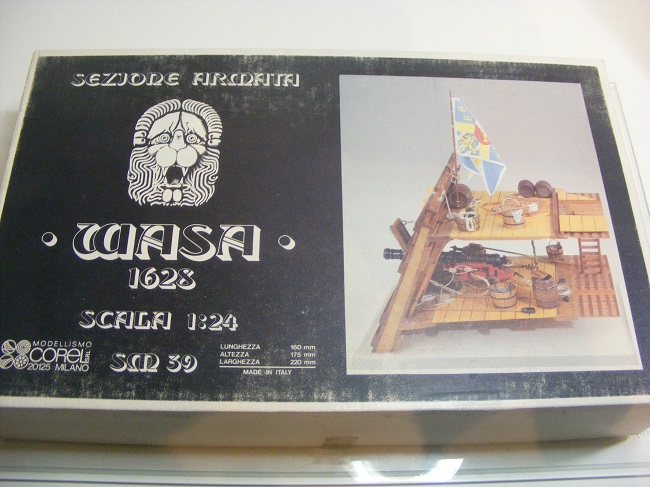 SEZIONE ARMATA
• WASA •
1628
SCALA 1:24
SM 39
MODELLISMO
COREL
20125 MILANO
LUNGHEZZA 160 mm
ALTEZZA 175 mm
LARGHEZZA 220 mm
MADE IN ITALY